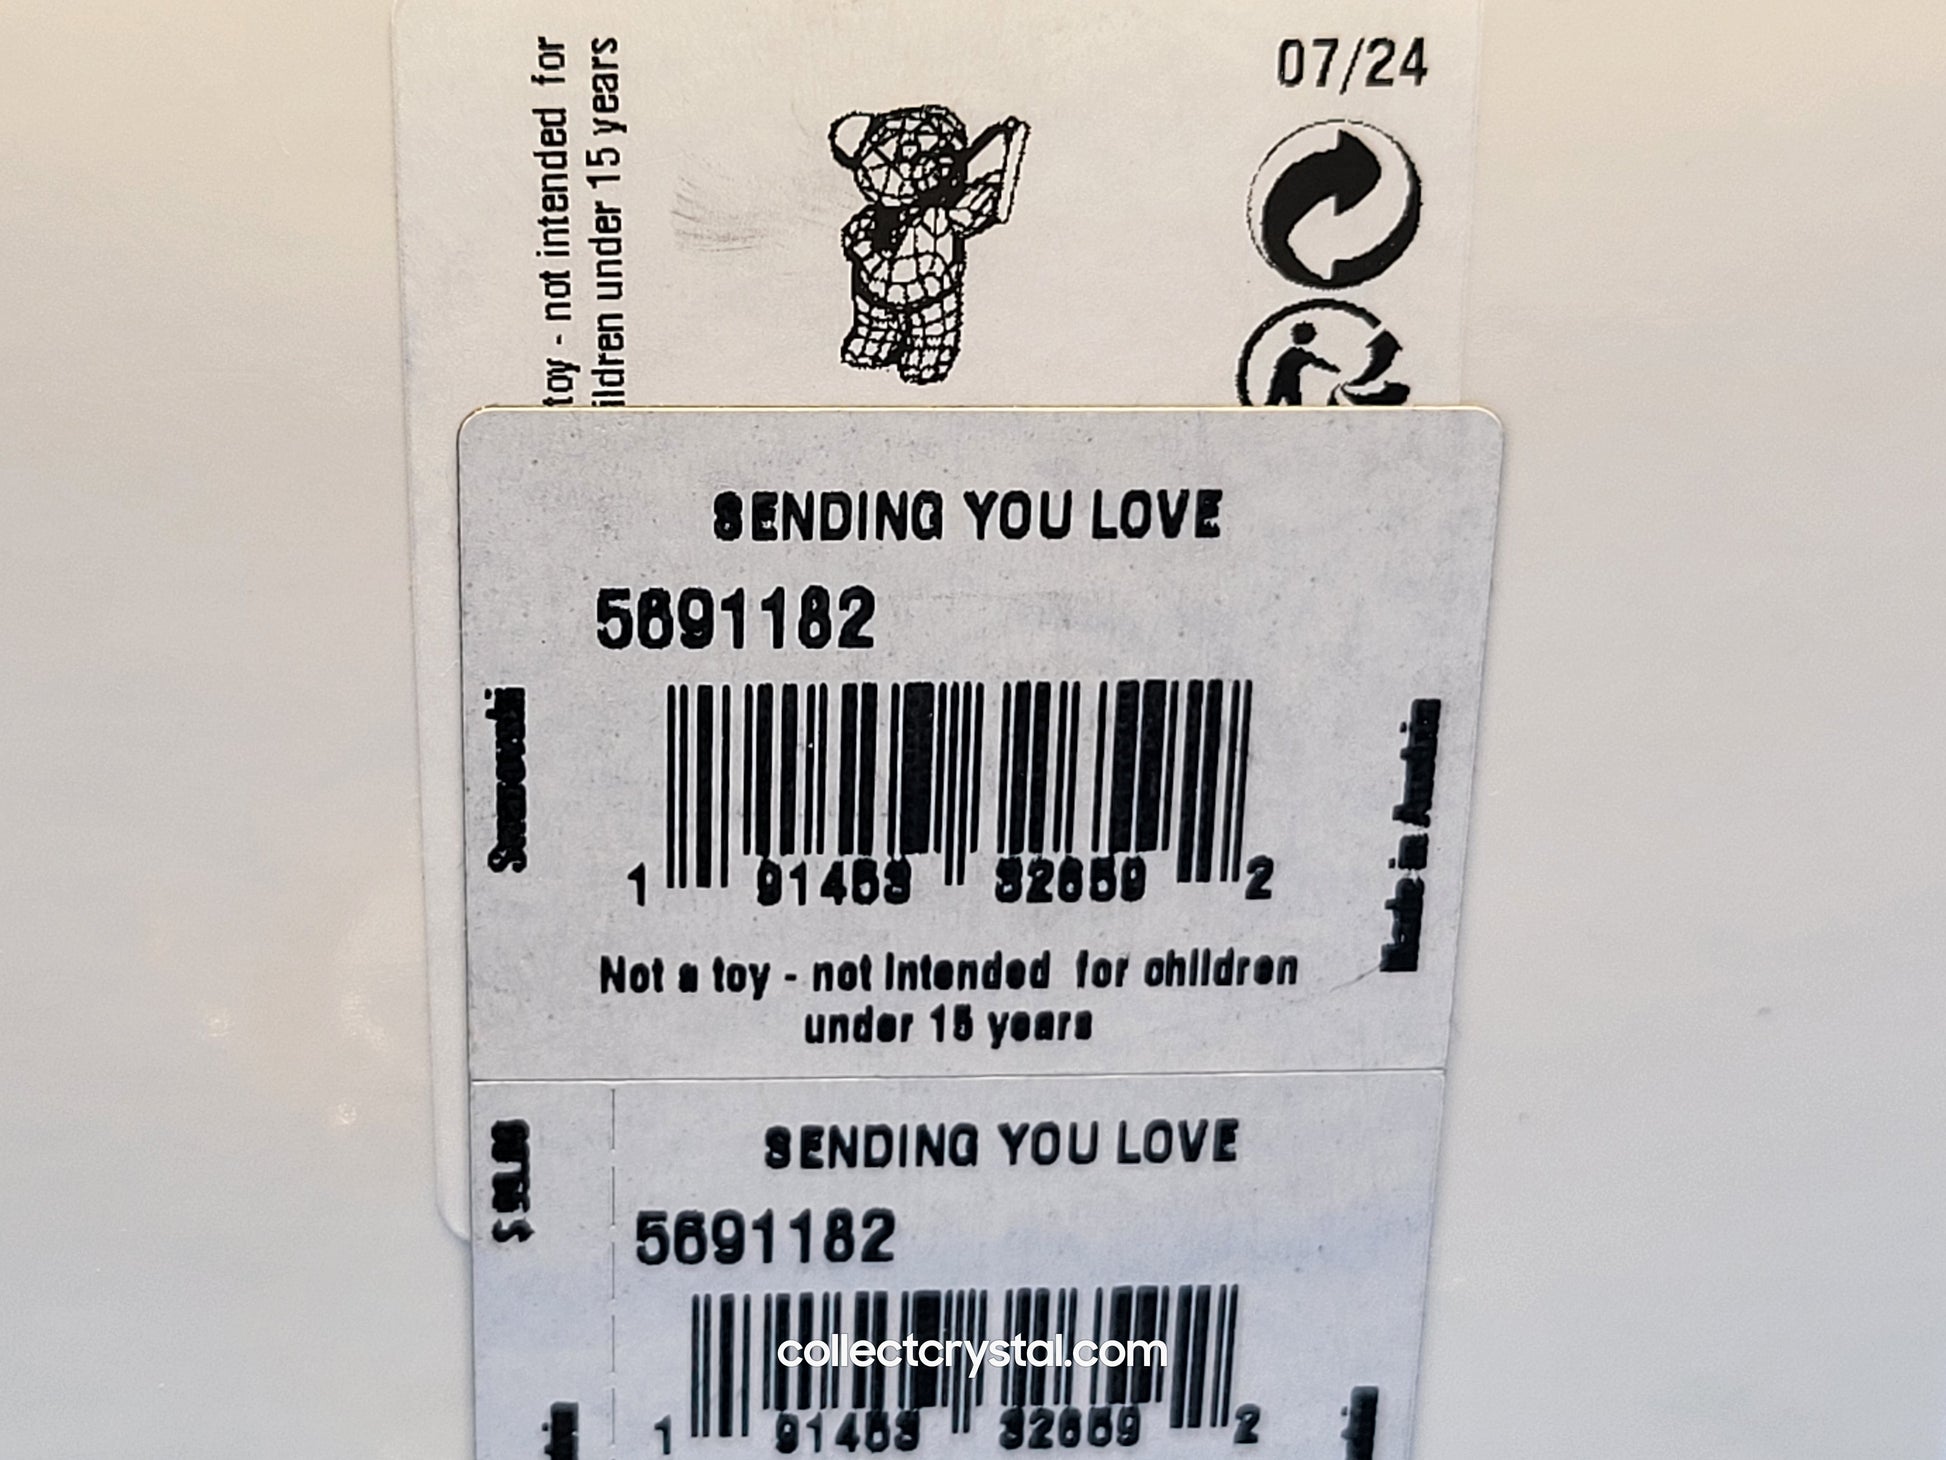 toy - not intended for
ildren under 15 years
07/24
SENDING YOU LOVE
5691182
Swarovski
1 91453 32659 2
Made in Austria
Not a toy - not intended for children
under 15 years
SENDING YOU LOVE
5691182
collectcrystal.com
1 91453 32659 2